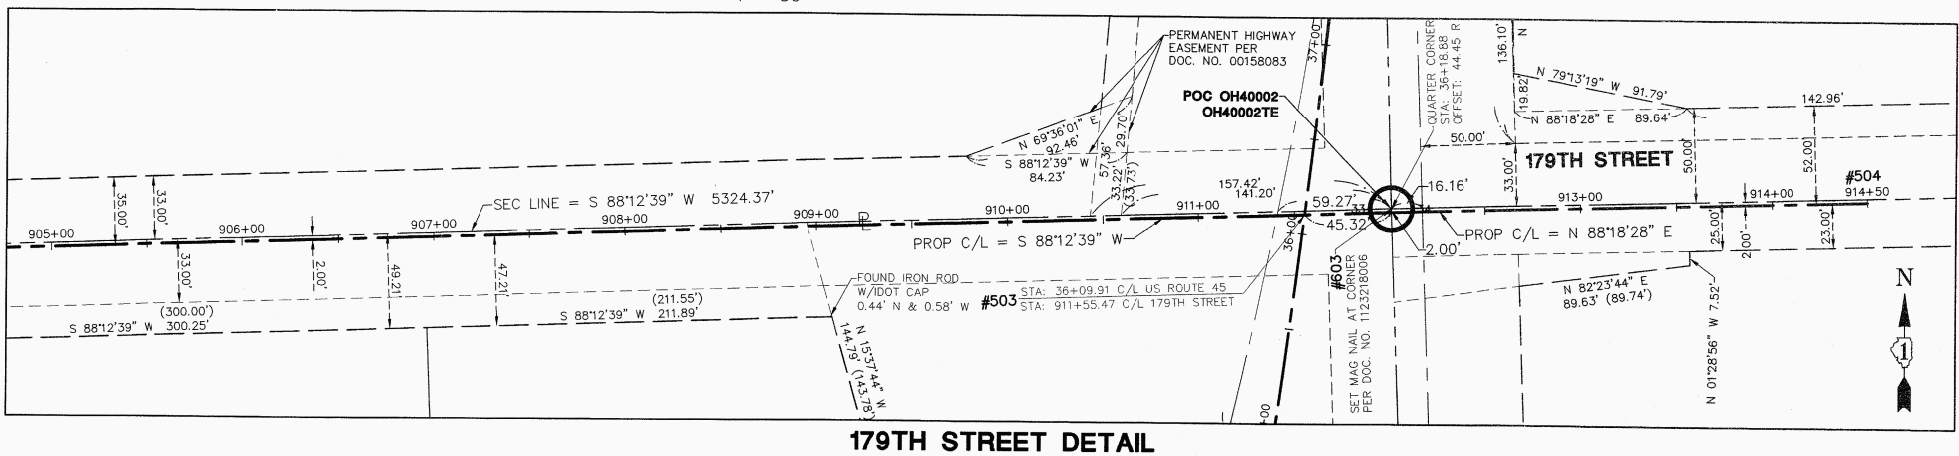 PERMANENT HIGHWAY
EASEMENT PER
DOC. NO. 00158083
POC OH40002
OH40002TE
37+00
QUARTER CORNER
STA: 36+18.88
OFFSET: 44.45 R
136.10'
N
19.82'
N 79°13'19" W 91.79'
142.96'
N 88°18'28" E 89.64'
N 69°36'01" E
92.46'
S 88°12'39" W
84.23'
57.36'
29.70'
33.22'
(33.73')
50.00'
33.00'
179TH STREET
50.00'
52.00'
#504
914+50
35.00'
33.00'
SEC LINE = S 88°12'39" W 5324.37'
157.42'
141.20'
59.27'
16.16'
45.32'
905+00
906+00
907+00
908+00
909+00
910+00
911+00
36+00
913+00
914+00
PROP C/L = S 88°12'39" W
PROP C/L = N 88°18'28" E
2.00'
25.00'
2.00'
23.00'
33.00'
2.00'
49.21'
47.21'
FOUND IRON ROD
W/IDOT CAP
0.44' N & 0.58' W
#503
STA: 36+09.91 C/L US ROUTE 45
STA: 911+55.47 C/L 179TH STREET
#603
SET MAG NAIL AT CORNER
PER DOC. NO. 1123218006
N 82°23'44" E
89.63' (89.74')
N 01°28'56" W 7.52'
(300.00')
S 88°12'39" W 300.25'
(211.55')
S 88°12'39" W 211.89'
N 15°37'44" W
144.79' (143.78')
+00
N
1
179TH STREET DETAIL